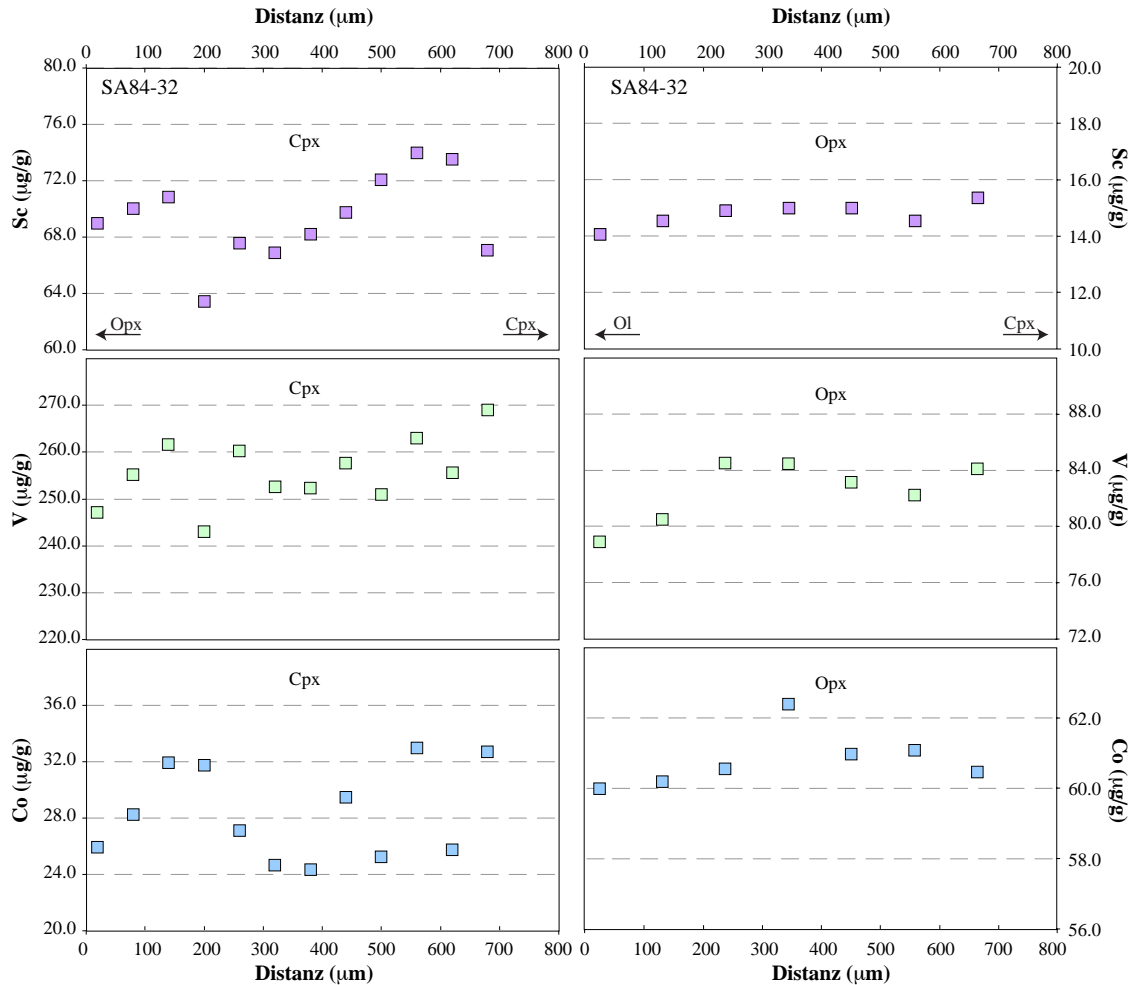 Distanz (μm)
Distanz (μm)
0 100 200 300 400 500 600 700 800
0 100 200 300 400 500 600 700 800
80.0
76.0
72.0
68.0
64.0
60.0
Sc (μg/g)
SA84-32
Cpx
Opx
Cpx
SA84-32
Opx
Ol
Cpx
20.0
18.0
16.0
14.0
12.0
10.0
Sc (μg/g)
270.0
260.0
250.0
240.0
230.0
220.0
V (μg/g)
Cpx
Opx
88.0
84.0
80.0
76.0
72.0
V (μg/g)
36.0
32.0
28.0
24.0
20.0
Co (μg/g)
Cpx
Opx
62.0
60.0
58.0
56.0
Co (μg/g)
0 100 200 300 400 500 600 700 800
0 100 200 300 400 500 600 700
Distanz (μm)
Distanz (μm)